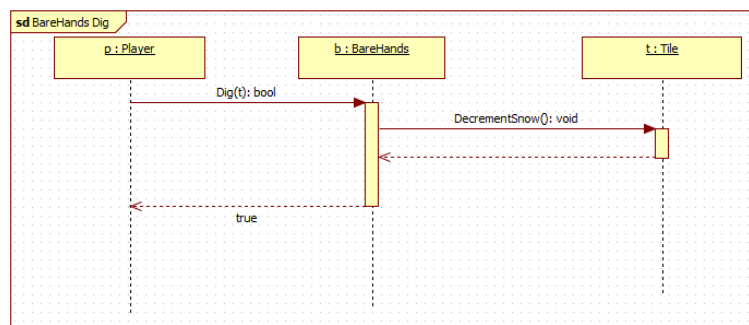 sd BareHands Dig
p : Player
b : BareHands
t : Tile
Dig(t): bool
DecrementSnow(): void
true